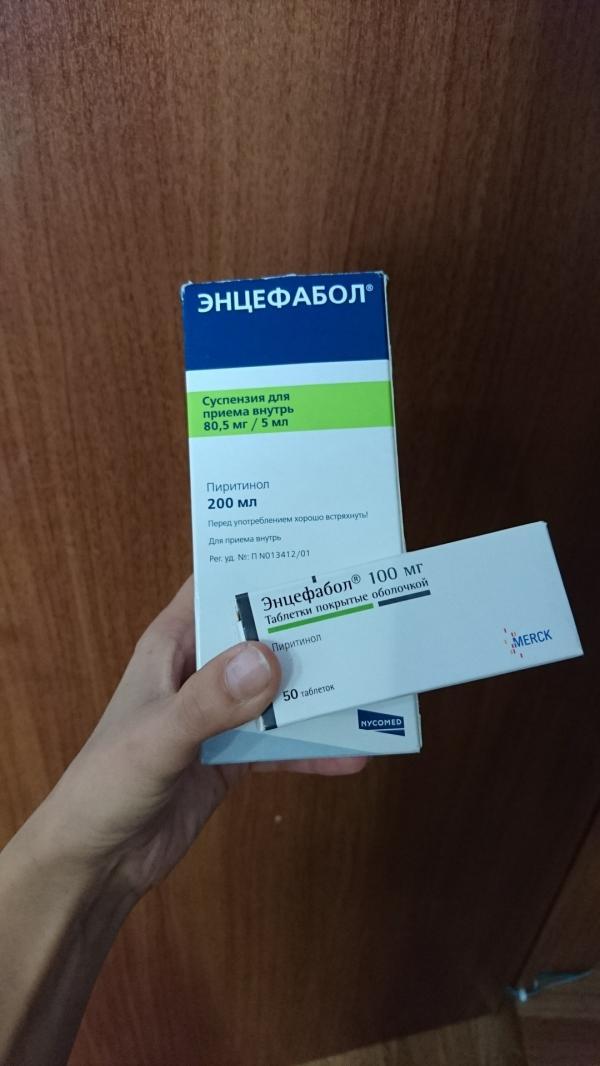 ЭНЦЕФАБОЛ®
Суспензия для
приема внутрь
80,5 мг / 5 мл
Пиритинол
200 мл
Перед употреблением хорошо встряхнуть!
Для приема внутрь
Рег. уд. №: П N013412/01
Энцефабол® 100 мг
Таблетки покрытые оболочкой
Пиритинол
MERCK
50 таблеток
NYCOMED